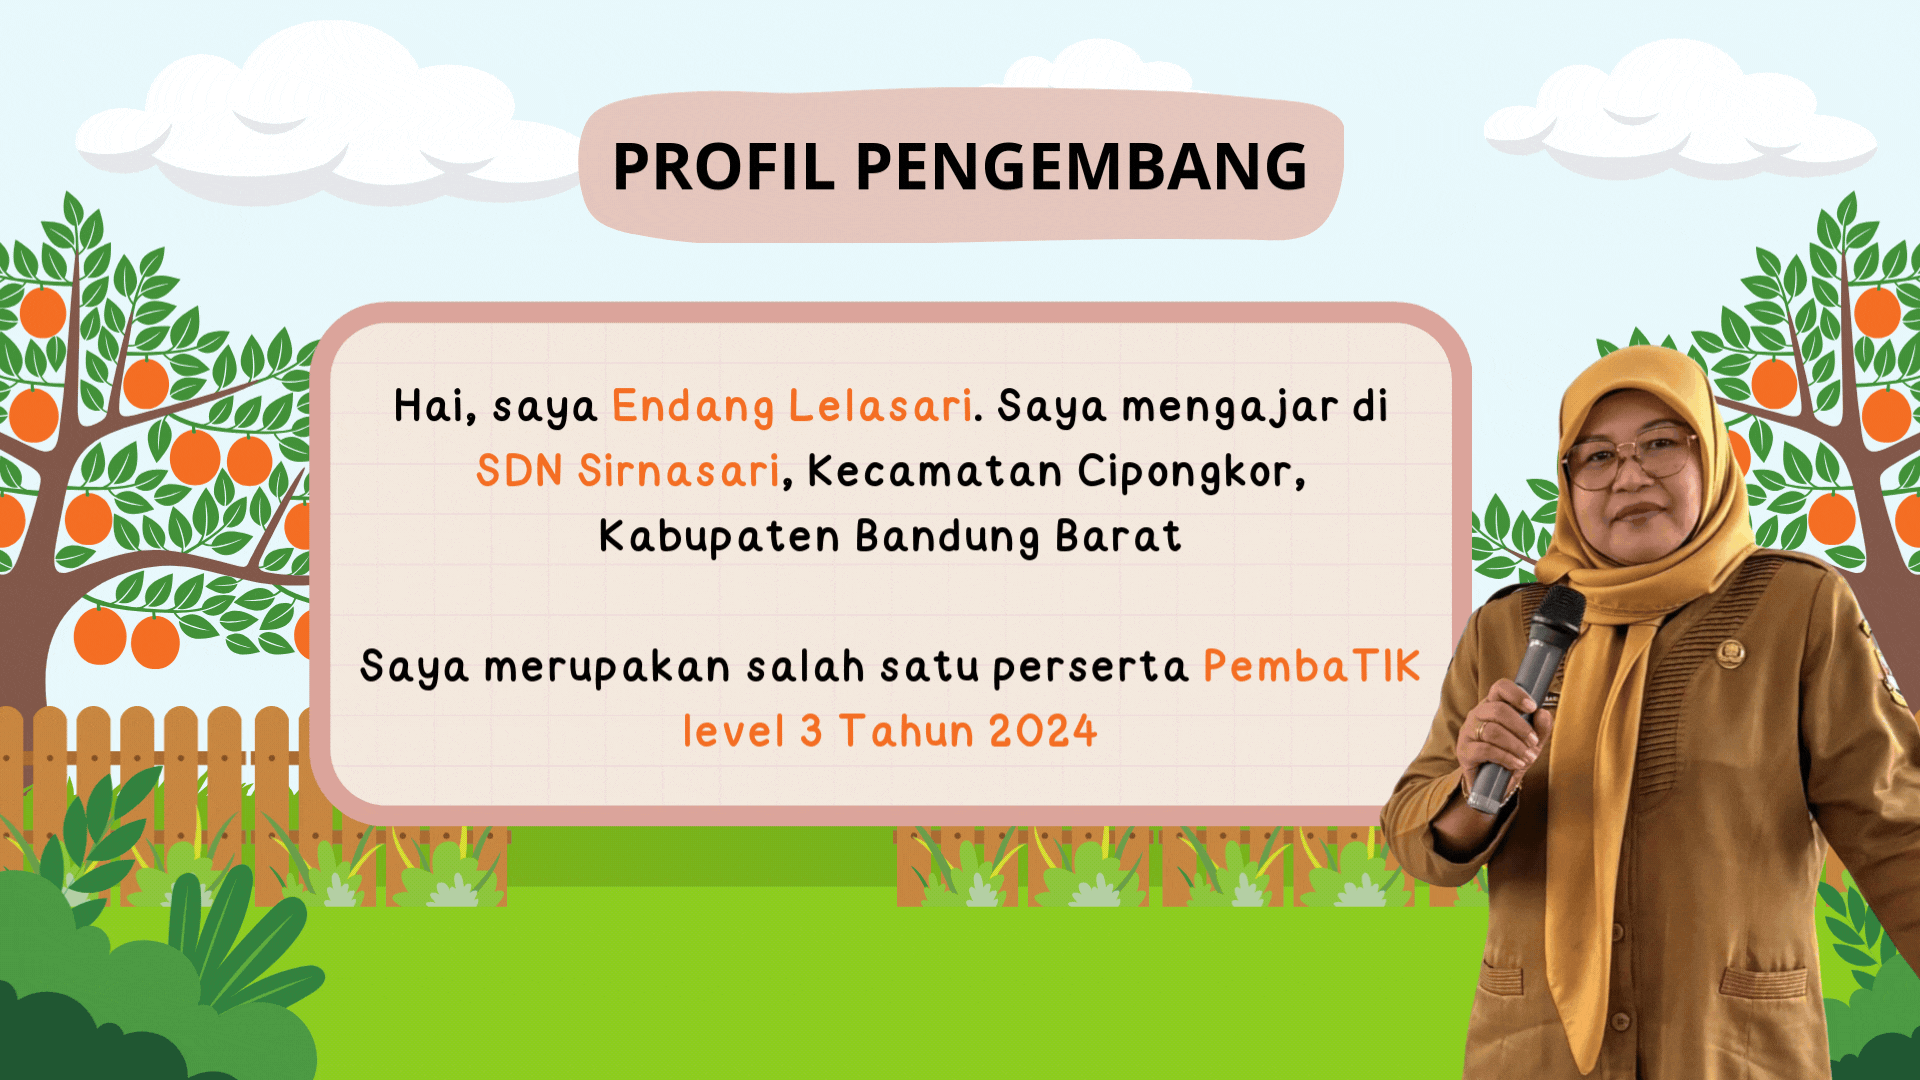 PROFIL PENGEMBANG
Hai, saya Endang Lelasari. Saya mengajar di
SDN Sirnasari, Kecamatan Cipongkor,
Kabupaten Bandung Barat
Saya merupakan salah satu perserta PembaTIK
level 3 Tahun 2024